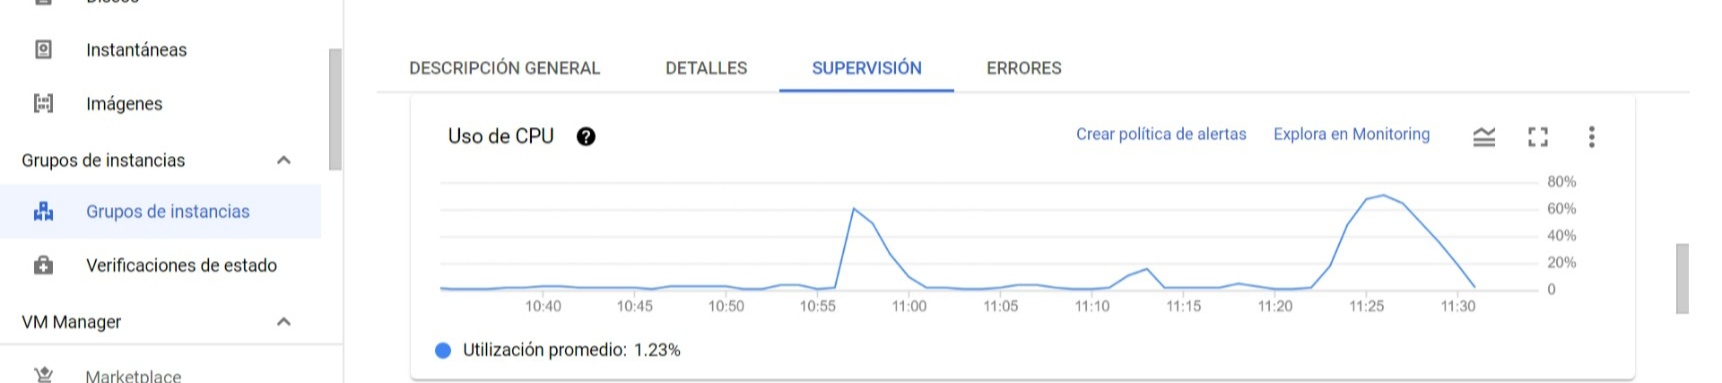 Discos
Instantáneas
Imágenes
Grupos de instancias
Grupos de instancias
Verificaciones de estado
VM Manager
Marketplace
DESCRIPCIÓN GENERAL DETALLES SUPERVISIÓN ERRORES
Uso de CPU ? Crear política de alertas Explora en Monitoring
80%
60%
40%
20%
0
10:40 10:45 10:50 10:55 11:00 11:05 11:10 11:15 11:20 11:25 11:30
Utilización promedio: 1.23%